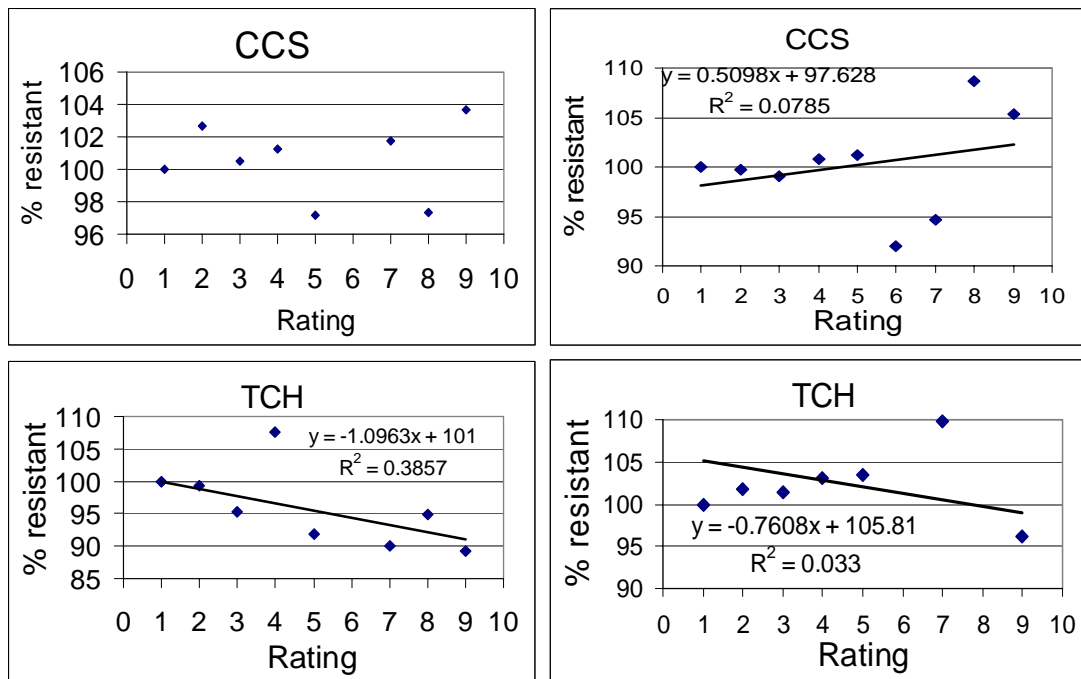 CCS
106
104
102
100
98
96
% resistant
0 1 2 3 4 5 6 7 8 9 10
Rating
CCS
y = 0.5098x + 97.628
R² = 0.0785
110
105
100
95
90
% resistant
0 1 2 3 4 5 6 7 8 9 10
Rating
TCH
y = -1.0963x + 101
R² = 0.3857
110
105
100
95
90
85
% resistant
0 1 2 3 4 5 6 7 8 9 10
Rating
TCH
110
105
100
95
90
% resistant
y = -0.7608x + 105.81
R² = 0.033
0 1 2 3 4 5 6 7 8 9 10
Rating